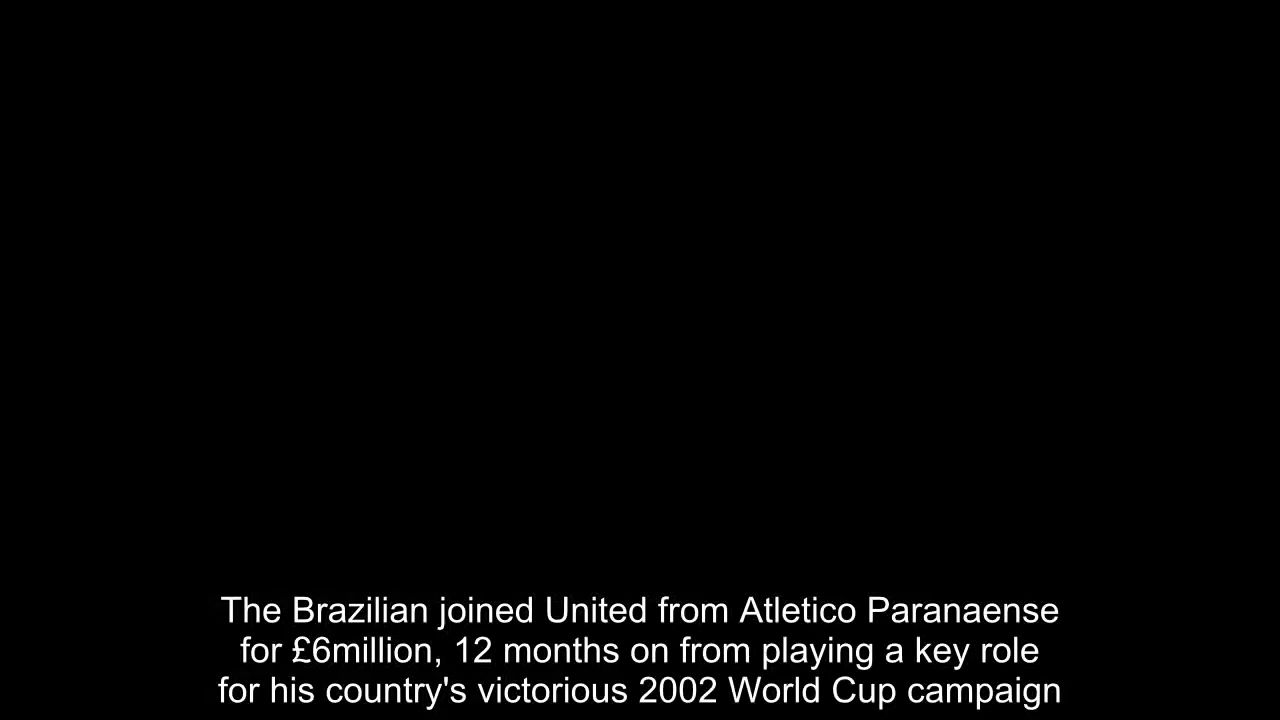 The Brazilian joined United from Atletico Paranaense
for £6million, 12 months on from playing a key role
for his country's victorious 2002 World Cup campaign